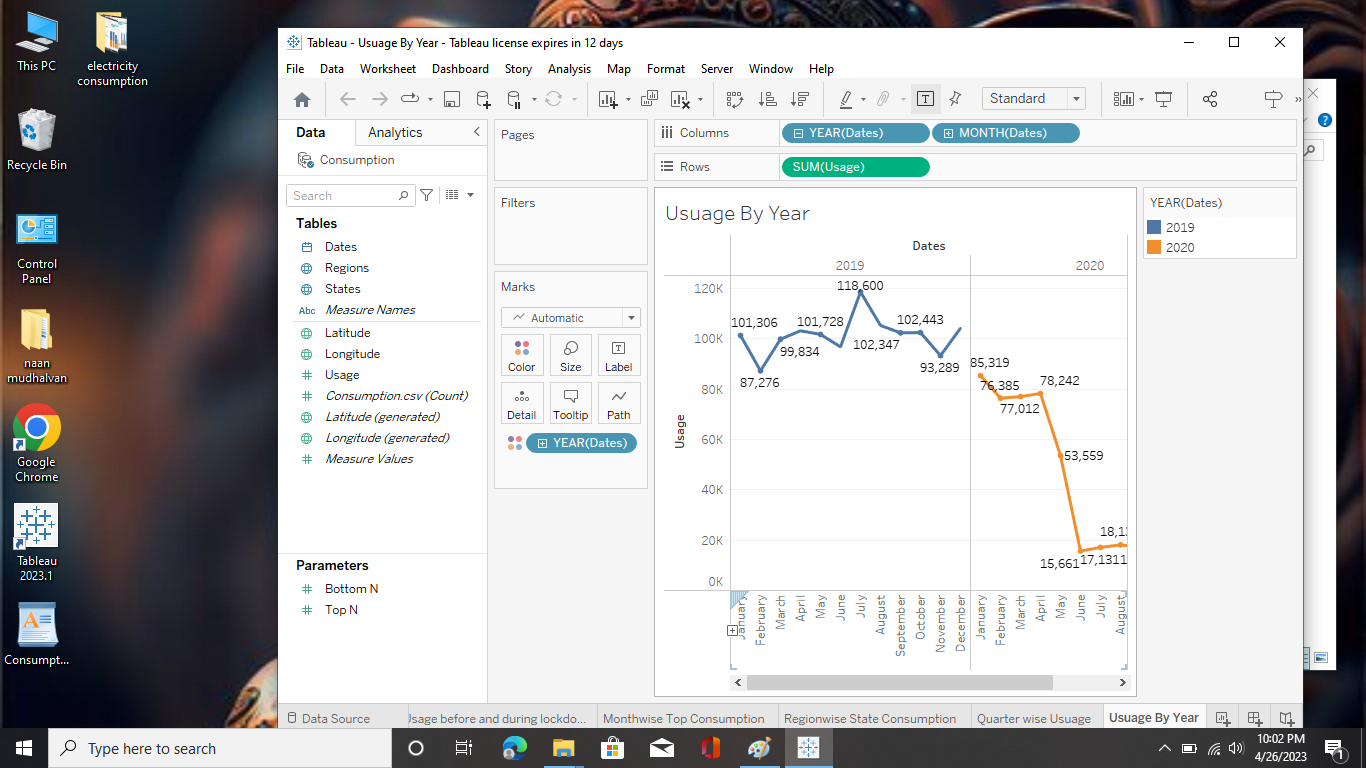 This PC
electricity consumption
Recycle Bin
Control Panel
naan mudhalvan
Google Chrome
Tableau 2023.1
Consumpt...
Tableau - Usuage By Year - Tableau license expires in 12 days
File Data Worksheet Dashboard Story Analysis Map Format Server Window Help
Standard
Data Analytics
Consumption
Search
Tables
Dates
Regions
States
Abc Measure Names
Latitude
Longitude
Usage
Consumption.csv (Count)
Latitude (generated)
Longitude (generated)
Measure Values
Parameters
Bottom N
Top N
Pages
Filters
Marks
Automatic
Color Size Label
Detail Tooltip Path
YEAR(Dates)
Columns YEAR(Dates) MONTH(Dates)
Rows SUM(Usage)
Usuage By Year
Dates
2019 2020
Usage
120K
100K
80K
60K
40K
20K
0K
101,306
87,276
99,834
101,728
118,600
102,347
102,443
93,289
85,319
76,385
77,012
78,242
53,559
15,661
17,1311
18,1
January
February
March
April
May
June
July
August
September
October
November
December
January
February
March
April
May
June
July
August
YEAR(Dates)
2019
2020
Data Source
Usage before and during lockdo...
Monthwise Top Consumption
Regionwise State Consumption
Quarter wise Usuage
Usuage By Year
Type here to search
10:02 PM
4/26/2023
1